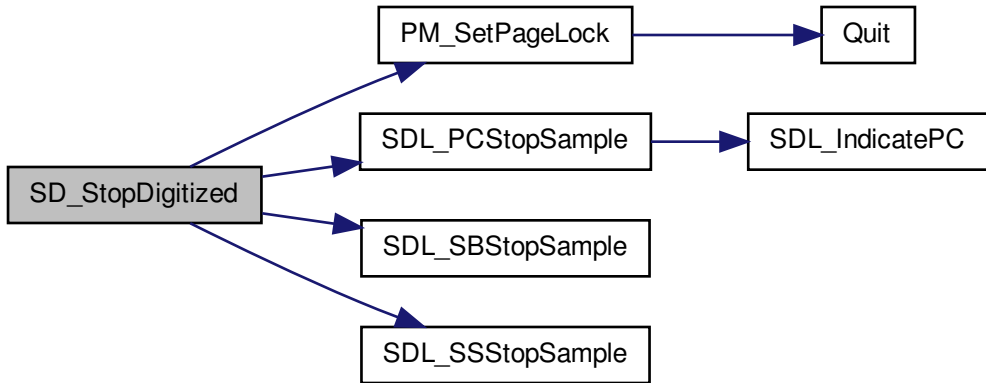 PM_SetPageLock
Quit
SDL_PCStopSample
SDL_IndicatePC
SD_StopDigitized
SDL_SBStopSample
SDL_SSStopSample